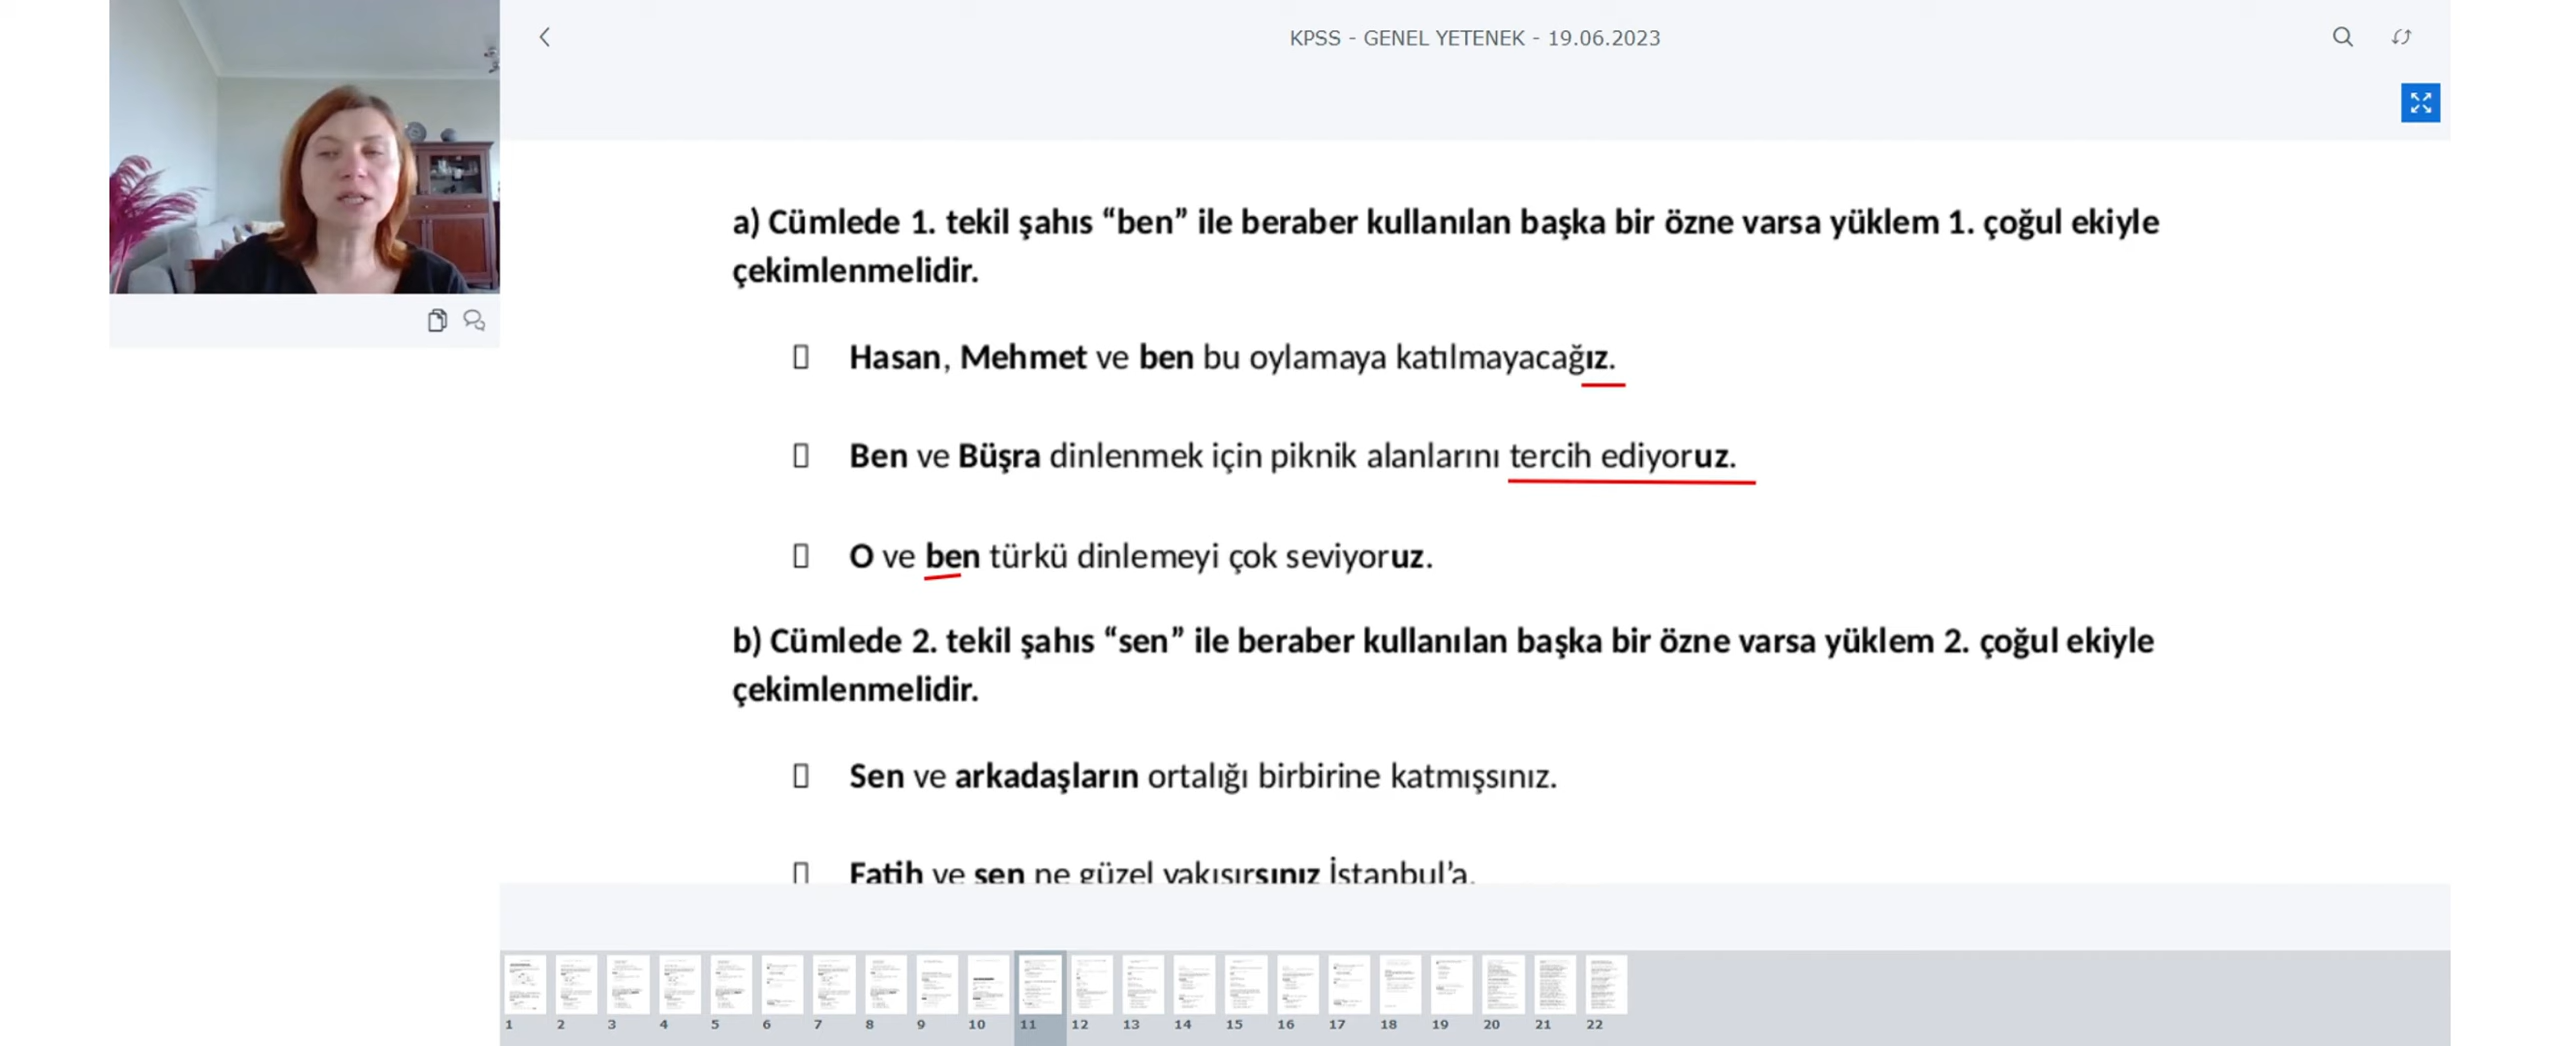 KPSS - GENEL YETENEK - 19.06.2023
a) Cümlede 1. tekil şahıs “ben” ile beraber kullanılan başka bir özne varsa yüklem 1. çoğul ekiyle
çekimlenmelidir.
Hasan, Mehmet ve ben bu oylamaya katılmayacağız.
Ben ve Büşra dinlenmek için piknik alanlarını tercih ediyoruz.
O ve ben türkü dinlemeyi çok seviyoruz.
b) Cümlede 2. tekil şahıs “sen” ile beraber kullanılan başka bir özne varsa yüklem 2. çoğul ekiyle
çekimlenmelidir.
Sen ve arkadaşların ortalığı birbirine katmışsınız.
Fatih ve sen ne güzel yakışırsınız İstanbul’a.
1 2 3 4 5 6 7 8 9 10 11 12 13 14 15 16 17 18 19 20 21 22